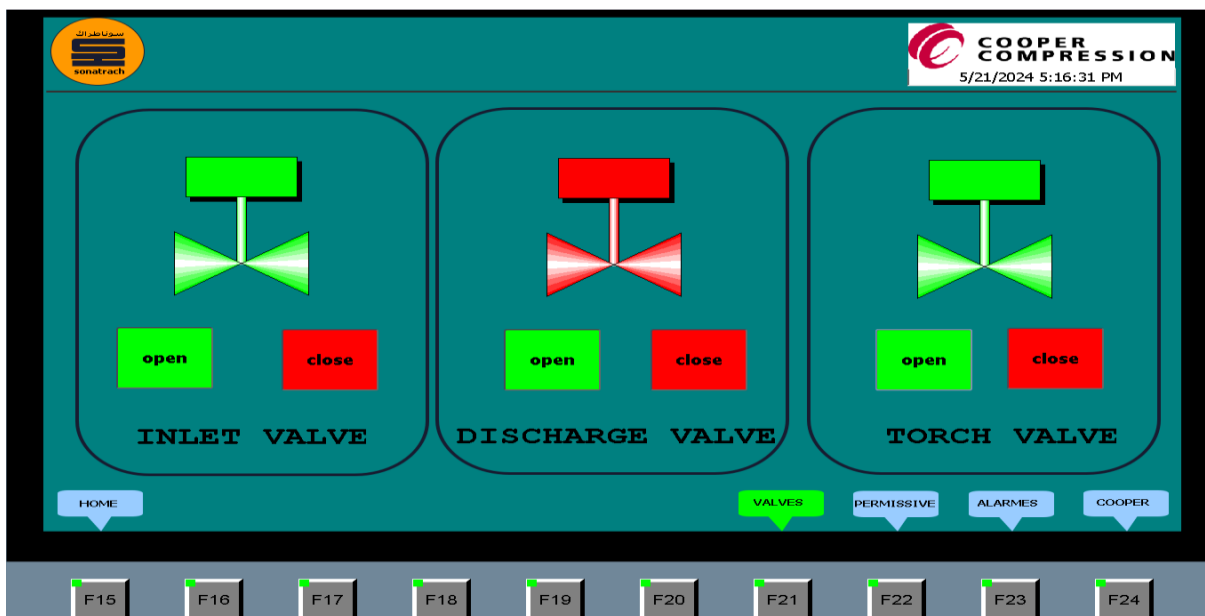 سوناطراك
sonatrach
COOPER
COMPRESSION
5/21/2024 5:16:31 PM
open close
INLET VALVE
open close
DISCHARGE VALVE
open close
TORCH VALVE
HOME VALVES PERMISSIVE ALARMES COOPER
F15 F16 F17 F18 F19 F20 F21 F22 F23 F24